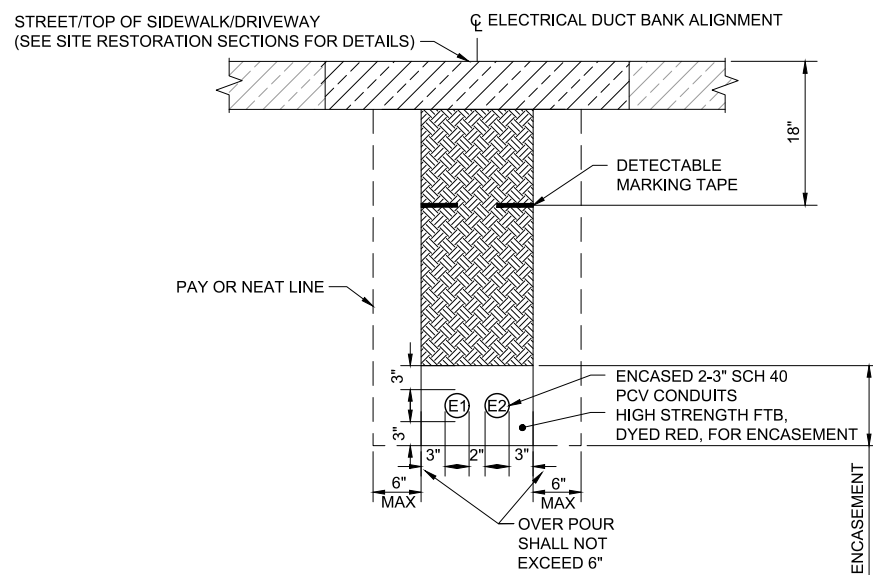 STREET/TOP OF SIDEWALK/DRIVEWAY
(SEE SITE RESTORATION SECTIONS FOR DETAILS)
℄ ELECTRICAL DUCT BANK ALIGNMENT
18"
DETECTABLE
MARKING TAPE
PAY OR NEAT LINE
3"
3"
E1
E2
ENCASED 2-3" SCH 40
PCV CONDUITS
HIGH STRENGTH FTB,
DYED RED, FOR ENCASEMENT
3"
2"
3"
6"
MAX
6"
MAX
OVER POUR
SHALL NOT
EXCEED 6"
ENCASEMENT